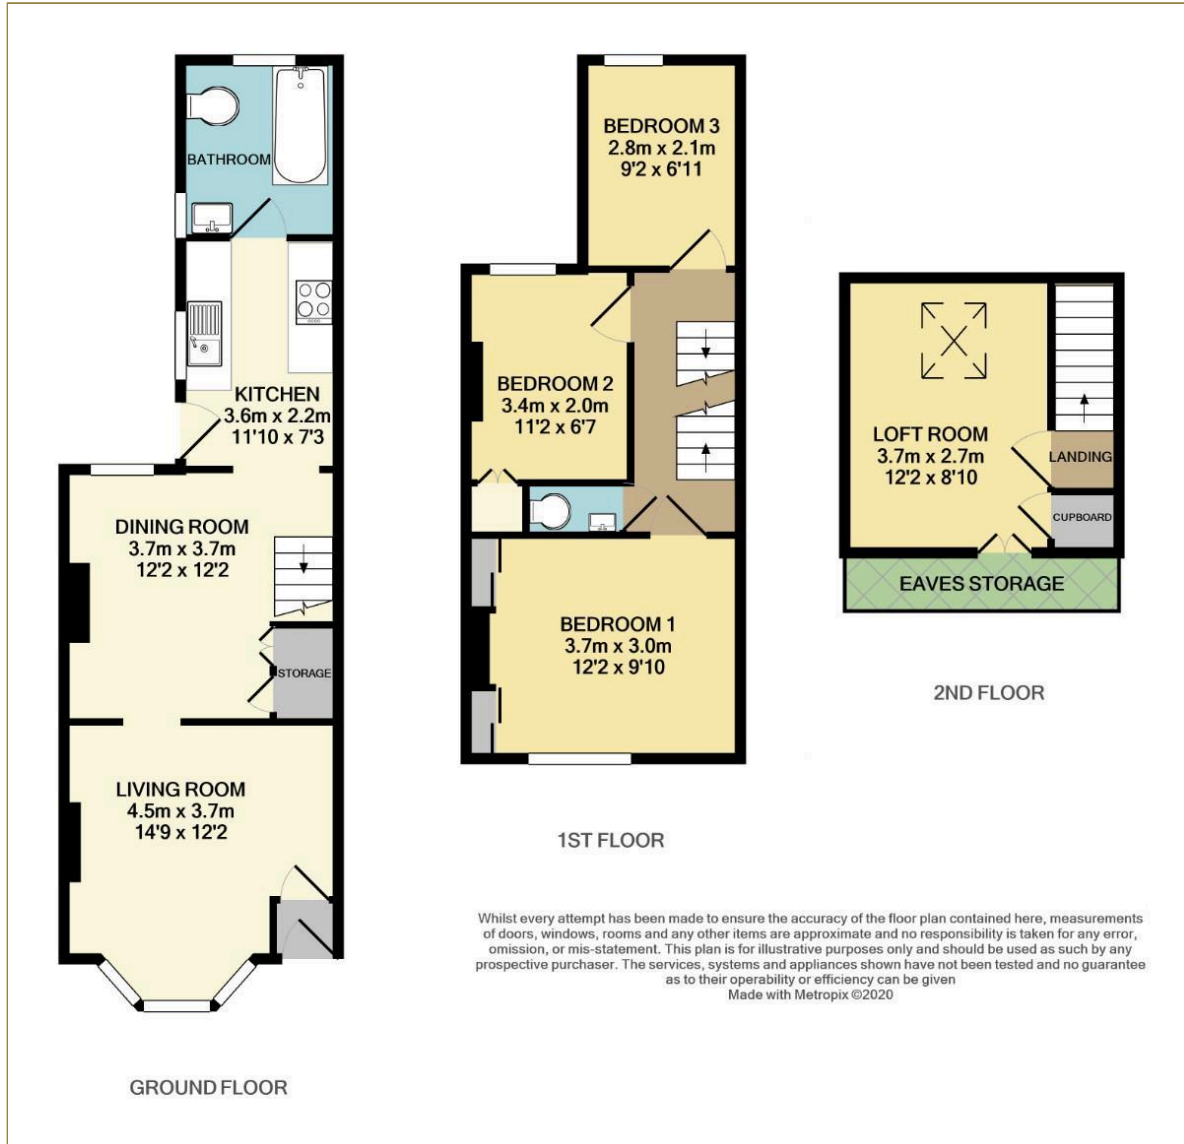 BATHROOM
KITCHEN
3.6m x 2.2m
11'10 x 7'3
DINING ROOM
3.7m x 3.7m
12'2 x 12'2
STORAGE
LIVING ROOM
4.5m x 3.7m
14'9 x 12'2
GROUND FLOOR
BEDROOM 3
2.8m x 2.1m
9'2 x 6'11
BEDROOM 2
3.4m x 2.0m
11'2 x 6'7
BEDROOM 1
3.7m x 3.0m
12'2 x 9'10
1ST FLOOR
LOFT ROOM
3.7m x 2.7m
12'2 x 8'10
LANDING
CUPBOARD
EAVES STORAGE
2ND FLOOR
Whilst every attempt has been made to ensure the accuracy of the floor plan contained here, measurements
of doors, windows, rooms and any other items are approximate and no responsibility is taken for any error,
omission, or mis-statement. This plan is for illustrative purposes only and should be used as such by any
prospective purchaser. The services, systems and appliances shown have not been tested and no guarantee
as to their operability or efficiency can be given
Made with Metropix ©2020